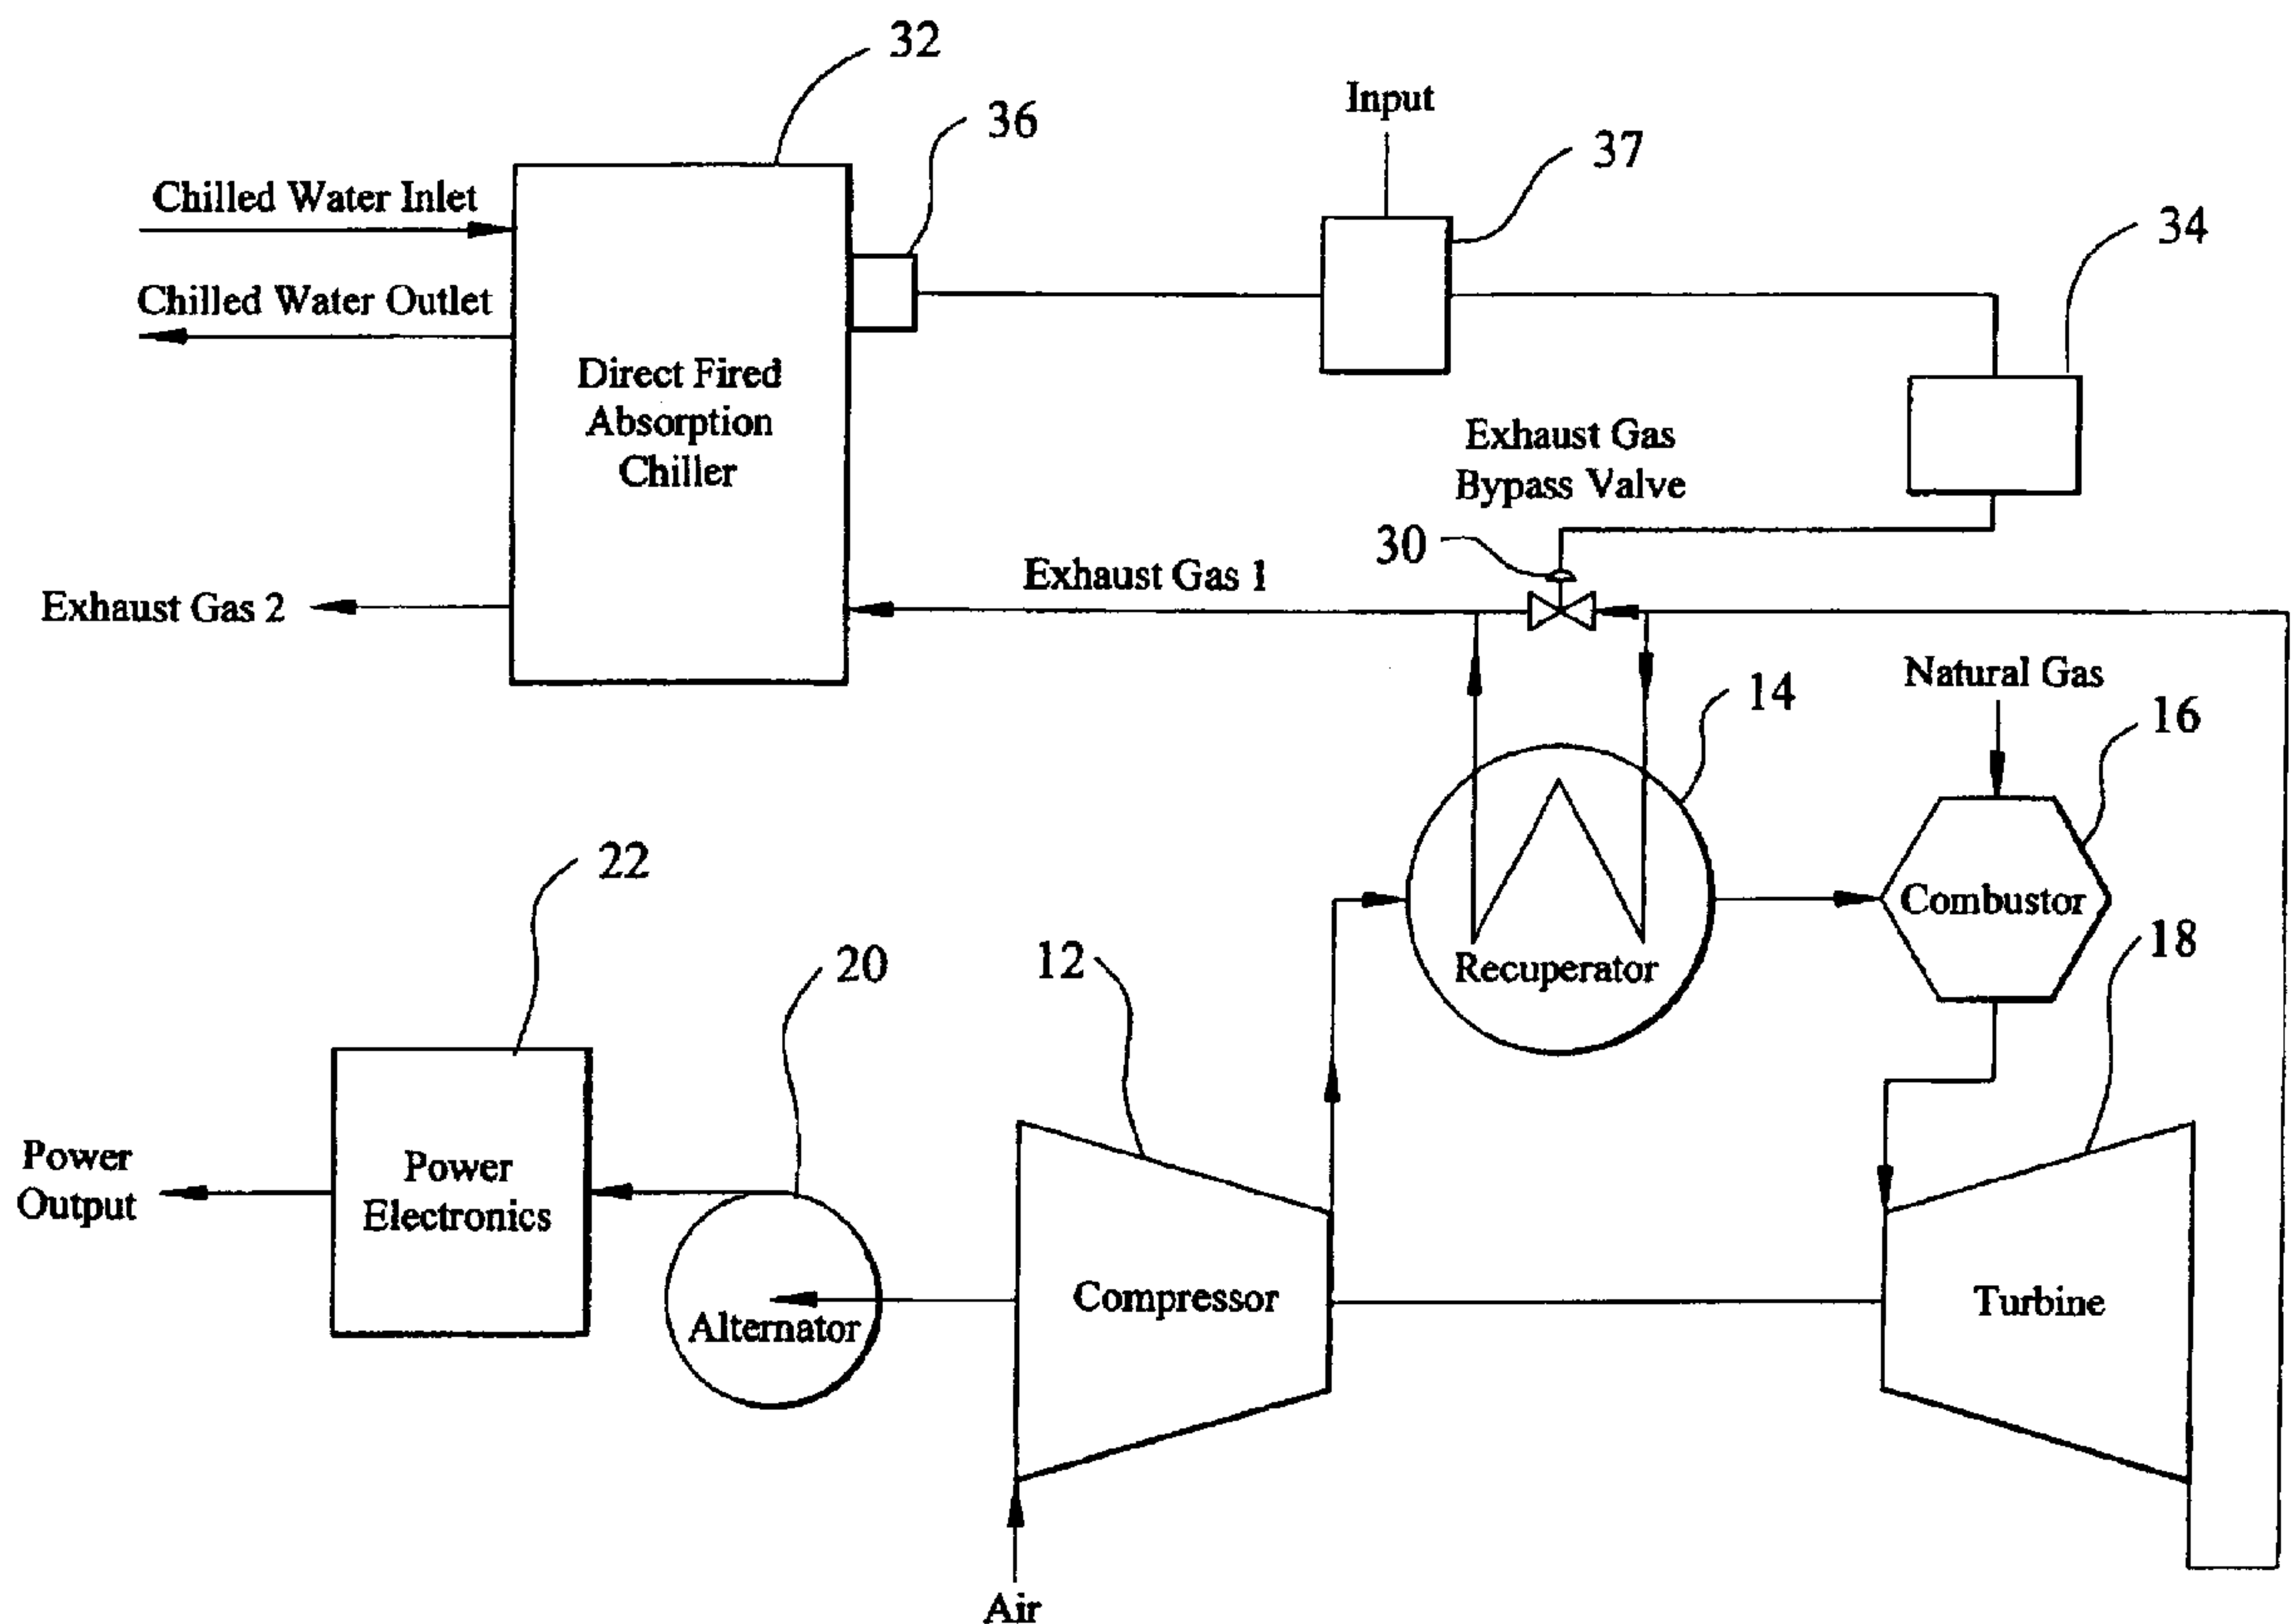 32
36
Input
37
34
Chilled Water Inlet
Chilled Water Outlet
Direct Fired
Absorption
Chiller
Exhaust Gas
Bypass Valve
30
Exhaust Gas 1
Exhaust Gas 2
Natural Gas
14
16
22
Combustor
20
12
Recuperator
18
Power
Output
Power
Electronics
Alternator
Compressor
Turbine
Air